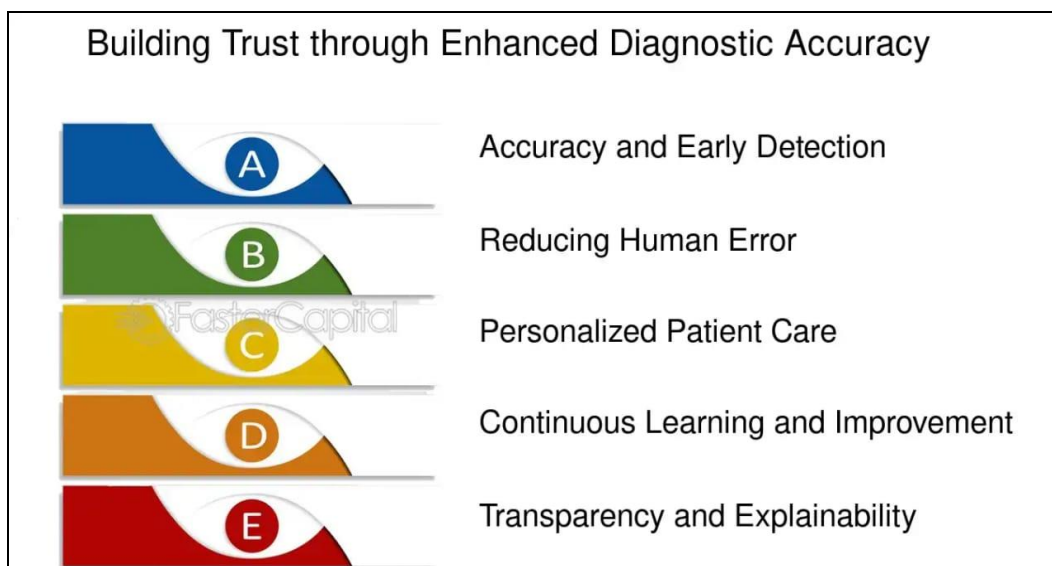 Building Trust through Enhanced Diagnostic Accuracy
A
Accuracy and Early Detection
B
Reducing Human Error
FasterCapital
C
Personalized Patient Care
D
Continuous Learning and Improvement
E
Transparency and Explainability